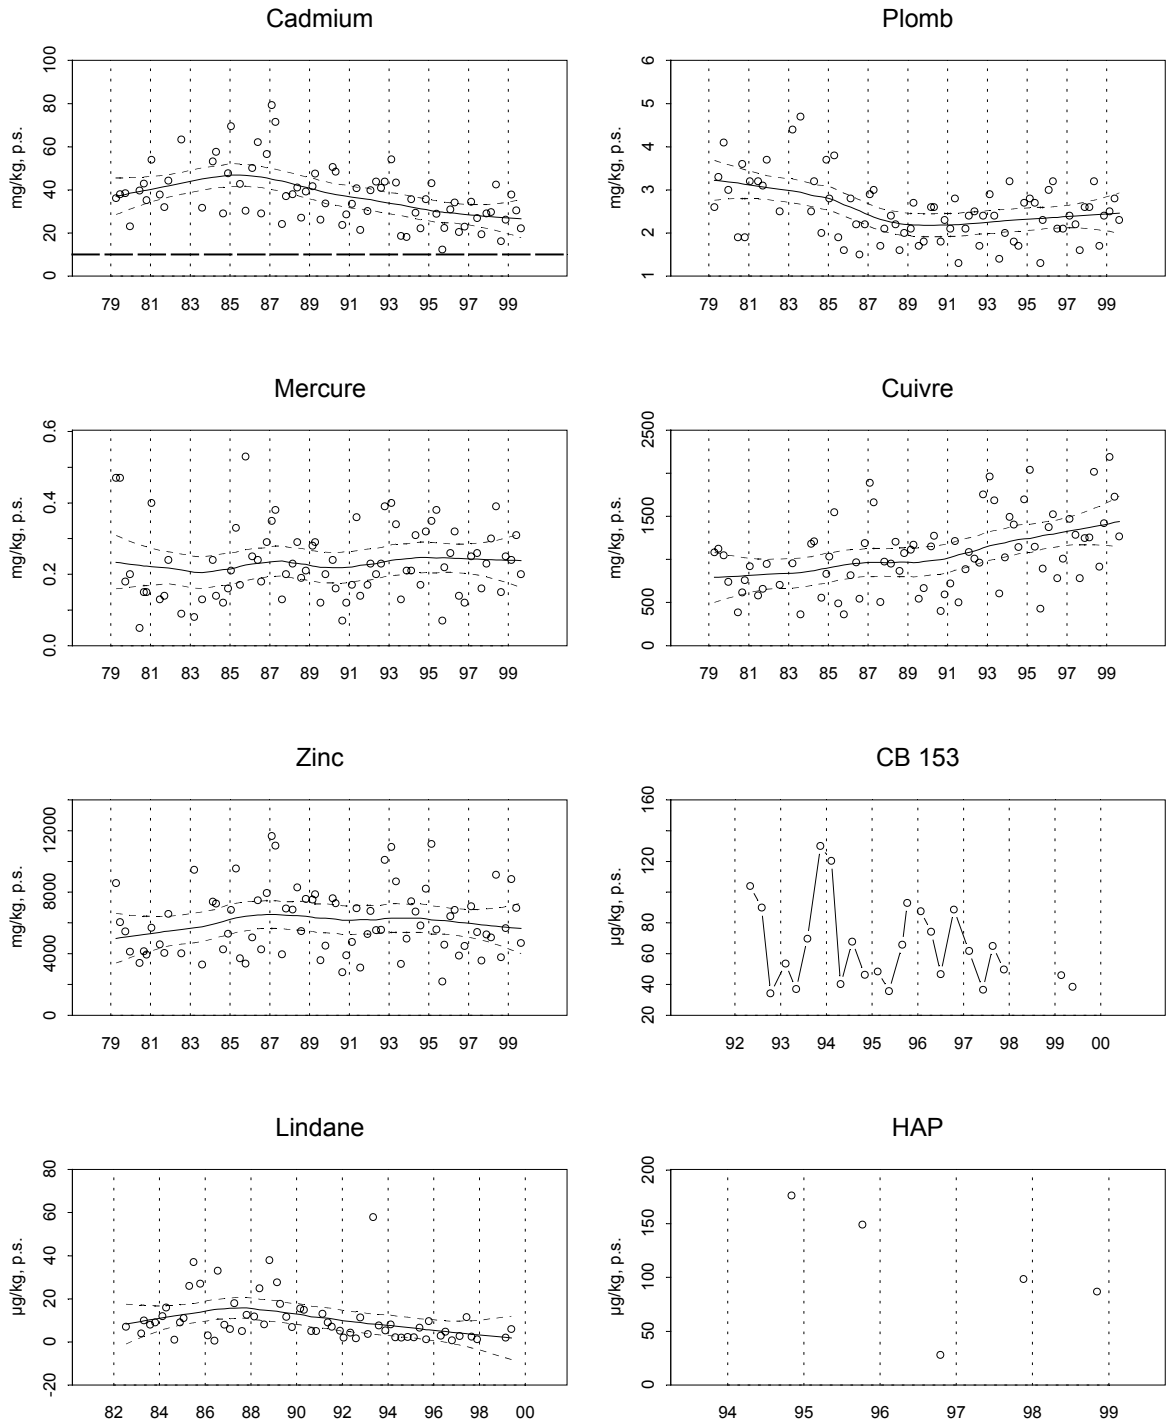 Cadmium
mg/kg, p.s.
0 20 40 60 80 100
79 81 83 85 87 89 91 93 95 97 99
Plomb
mg/kg, p.s.
1 2 3 4 5 6
79 81 83 85 87 89 91 93 95 97 99
Mercure
mg/kg, p.s.
0.0 0.2 0.4 0.6
79 81 83 85 87 89 91 93 95 97 99
Cuivre
mg/kg, p.s.
0 500 1500 2500
79 81 83 85 87 89 91 93 95 97 99
Zinc
mg/kg, p.s.
0 4000 8000 12000
79 81 83 85 87 89 91 93 95 97 99
CB 153
µg/kg, p.s.
20 40 60 80 120 160
92 93 94 95 96 97 98 99 00
Lindane
µg/kg, p.s.
-20 0 20 40 60 80
82 84 86 88 90 92 94 96 98 00
HAP
µg/kg, p.s.
0 50 100 150 200
94 95 96 97 98 99